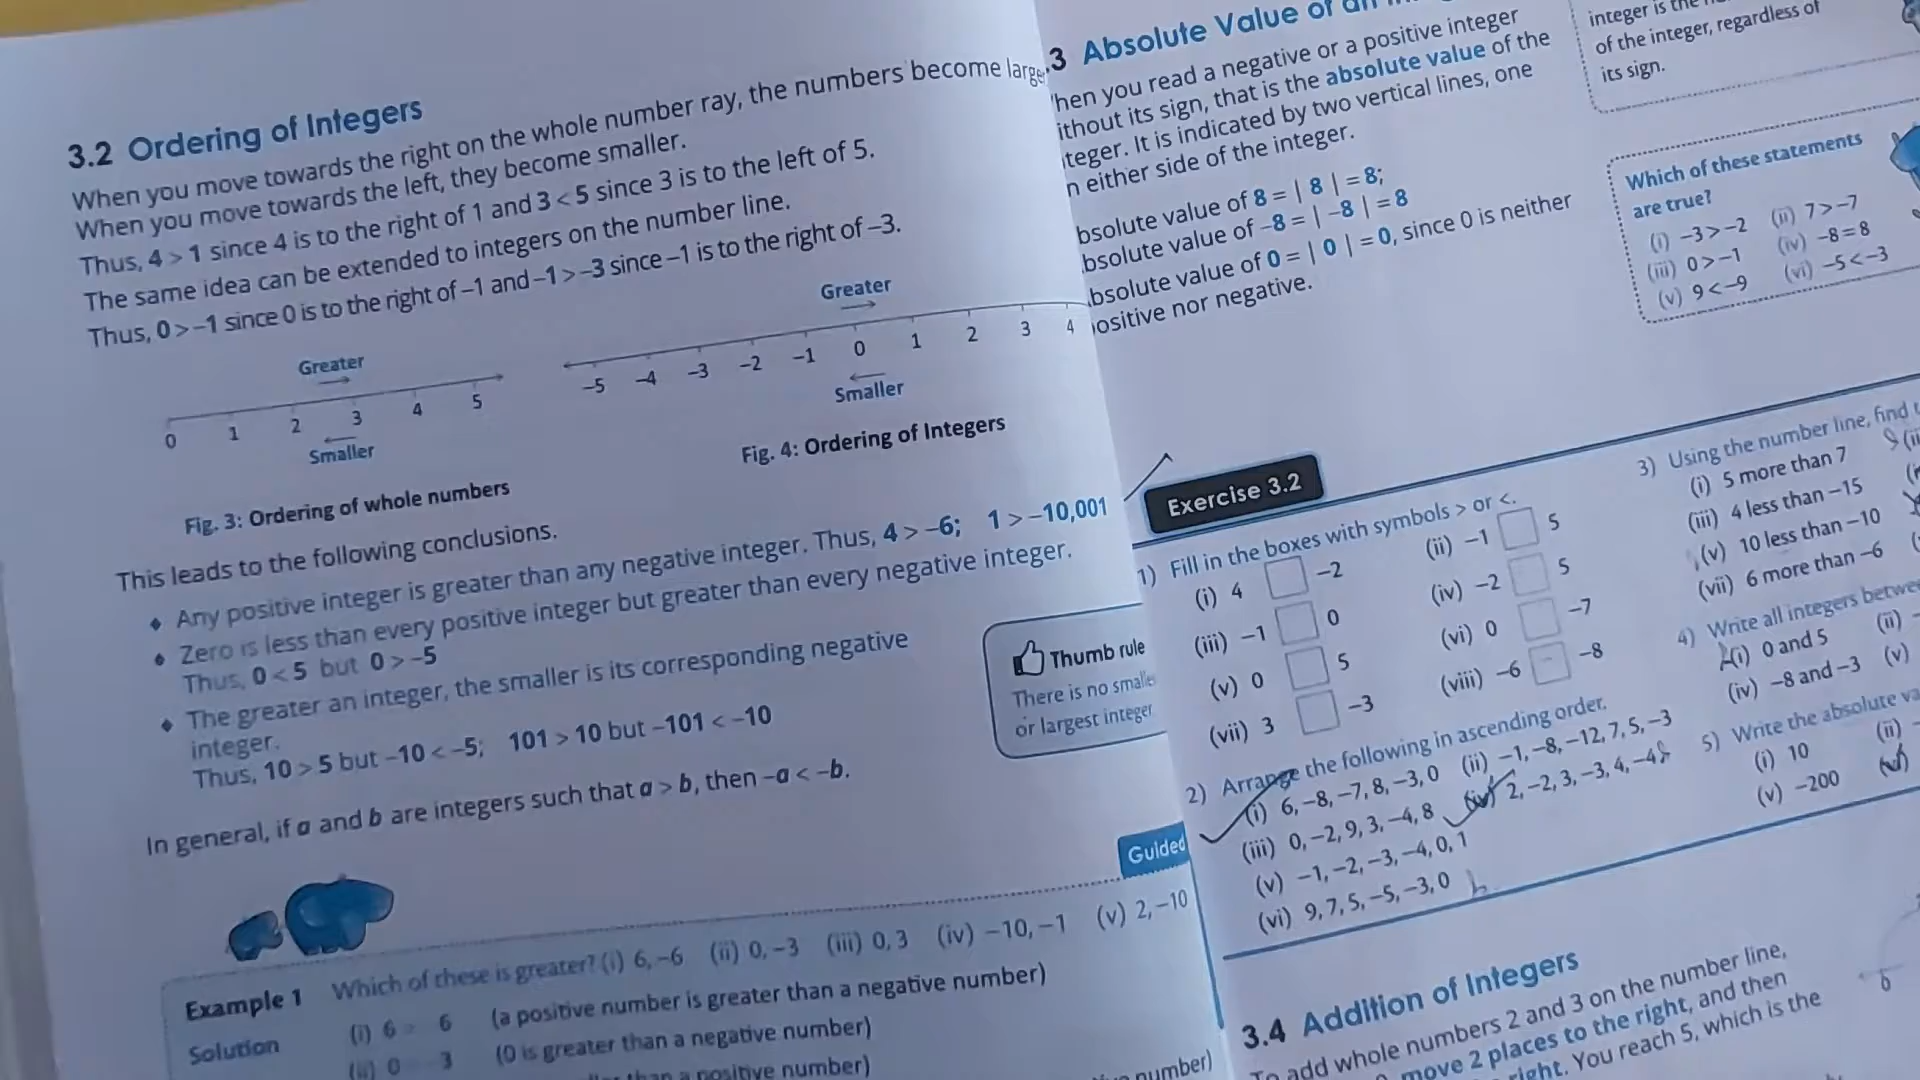 3.2 Ordering of Integers
When you move towards the right on the whole number ray, the numbers become large
When you move towards the left, they become smaller.
Thus, 4 > 1 since 4 is to the right of 1 and 3 < 5 since 3 is to the left of 5.
The same idea can be extended to integers on the number line.
Thus, 0 > −1 since 0 is to the right of −1 and −1 > −3 since −1 is to the right of −3.
Greater
0 1 2 3 4 5
Smaller
Fig. 3: Ordering of whole numbers
Greater
−5 −4 −3 −2 −1 0 1 2 3 4
Smaller
Fig. 4: Ordering of Integers
This leads to the following conclusions.
♦ Any positive integer is greater than any negative integer. Thus, 4 > −6; 1 > −10,001
♦ Zero is less than every positive integer but greater than every negative integer.
Thus, 0 < 5 but 0 > −5
♦ The greater an integer, the smaller is its corresponding negative
integer.
Thus, 10 > 5 but −10 < −5; 101 > 10 but −101 < −10
In general, if a and b are integers such that a > b, then −a < −b.
Thumb rule
There is no smalle
or largest integer
Guided
Example 1 Which of these is greater? (i) 6, −6 (ii) 0, −3 (iii) 0, 3 (iv) −10, −1 (v) 2, −10
Solution (i) 6 6 (a positive number is greater than a negative number)
(ii) 0 3 (0 is greater than a negative number)
than a positive number)
number)
.3 Absolute Value of an
hen you read a negative or a positive integer
ithout its sign, that is the absolute value of the
teger. It is indicated by two vertical lines, one
n either side of the integer.
bsolute value of 8 = | 8 | = 8;
bsolute value of −8 = | −8 | = 8
bsolute value of 0 = | 0 | = 0, since 0 is neither
ositive nor negative.
integer is the
of the integer, regardless of
its sign.
Which of these statements
are true?
(i) −3 > −2 (ii) 7 > −7
(iii) 0 > −1 (iv) −8 = 8
(v) 9 < −9 (vi) −5 < −3
Exercise 3.2
1) Fill in the boxes with symbols > or <.
(i) 4 −2 (ii) −1 5
(iii) −1 0 (iv) −2 5
(v) 0 5 (vi) 0 −7
(vii) 3 −3 (viii) −6 −8
2) Arrange the following in ascending order.
(i) 6, −8, −7, 8, −3, 0 (ii) −1, −8, −12, 7, 5, −3
(iii) 0, −2, 9, 3, −4, 8 (iv) 2, −2, 3, −3, 4, −4
(v) −1, −2, −3, −4, 0, 1
(vi) 9, 7, 5, −5, −3, 0
3) Using the number line, find
(i) 5 more than 7
(iii) 4 less than −15
(v) 10 less than −10
(vii) 6 more than −6
4) Write all integers betwe
(i) 0 and 5 (ii) −
(iv) −8 and −3 (v)
5) Write the absolute va
(i) 10 (ii) −
(v) −200
3.4 Addition of Integers
To add whole numbers 2 and 3 on the number line,
move 2 places to the right, and then
right. You reach 5, which is the